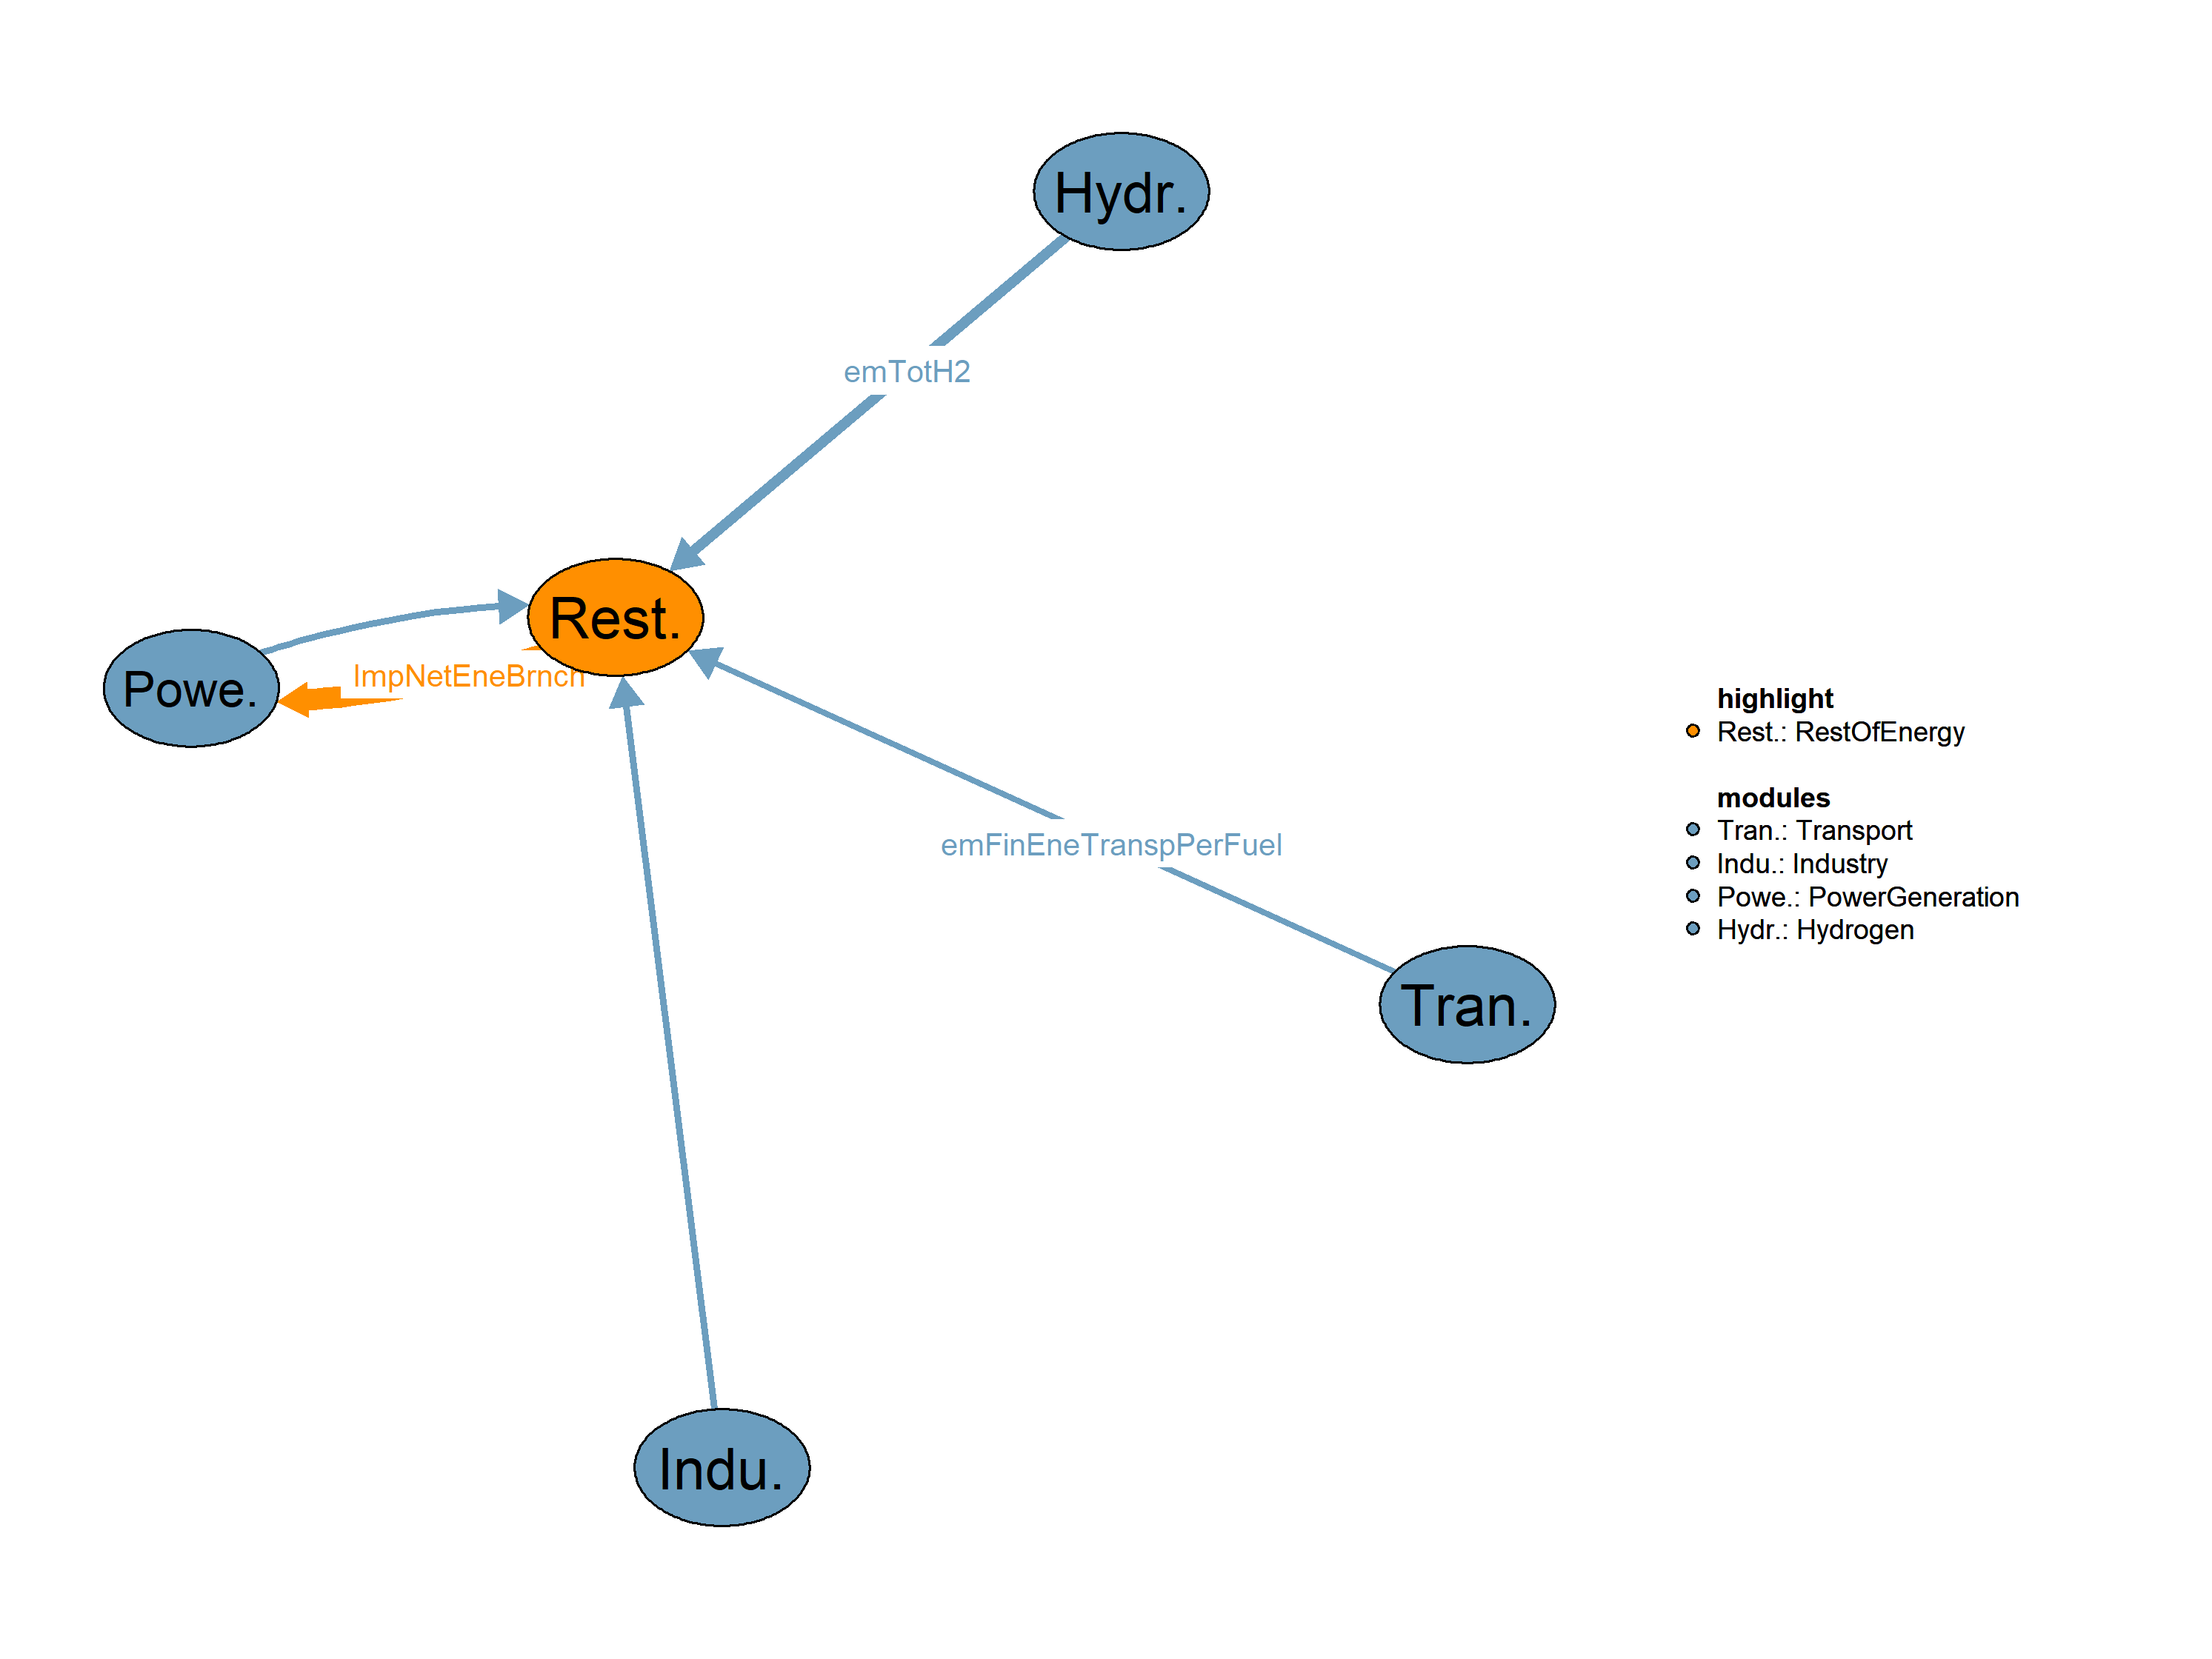 Hydr.
emTotH2
Rest.
ImpNetEneBrnch
Powe.
emFinEneTranspPerFuel
Tran.
Indu.
highlight
Rest.: RestOfEnergy
modules
Tran.: Transport
Indu.: Industry
Powe.: PowerGeneration
Hydr.: Hydrogen